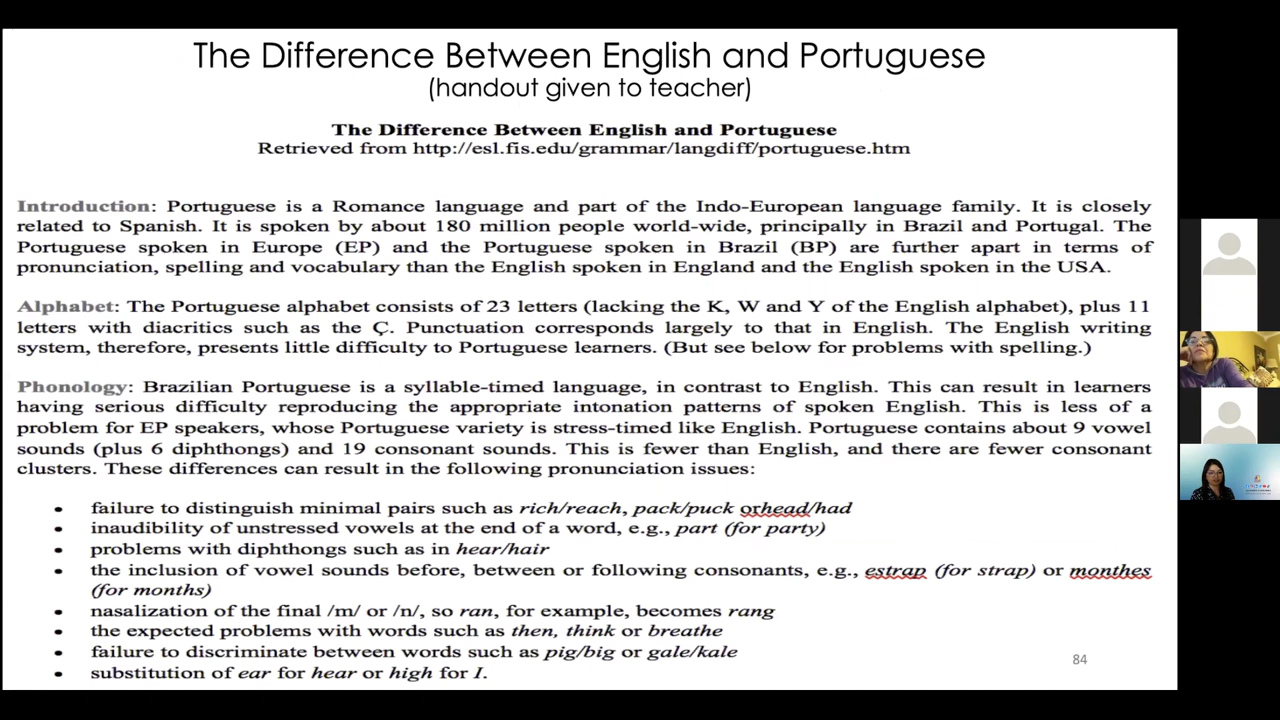 The Difference Between English and Portuguese
(handout given to teacher)
The Difference Between English and Portuguese
Retrieved from http://esl.fis.edu/grammar/langdiff/portuguese.htm
Introduction: Portuguese is a Romance language and part of the Indo-European language family. It is closely
related to Spanish. It is spoken by about 180 million people world-wide, principally in Brazil and Portugal. The
Portuguese spoken in Europe (EP) and the Portuguese spoken in Brazil (BP) are further apart in terms of
pronunciation, spelling and vocabulary than the English spoken in England and the English spoken in the USA.
Alphabet: The Portuguese alphabet consists of 23 letters (lacking the K, W and Y of the English alphabet), plus 11
letters with diacritics such as the Ç. Punctuation corresponds largely to that in English. The English writing
system, therefore, presents little difficulty to Portuguese learners. (But see below for problems with spelling.)
Phonology: Brazilian Portuguese is a syllable-timed language, in contrast to English. This can result in learners
having serious difficulty reproducing the appropriate intonation patterns of spoken English. This is less of a
problem for EP speakers, whose Portuguese variety is stress-timed like English. Portuguese contains about 9 vowel
sounds (plus 6 diphthongs) and 19 consonant sounds. This is fewer than English, and there are fewer consonant
clusters. These differences can result in the following pronunciation issues:
• failure to distinguish minimal pairs such as rich/reach, pack/puck orhead/had
• inaudibility of unstressed vowels at the end of a word, e.g., part (for party)
• problems with diphthongs such as in hear/hair
• the inclusion of vowel sounds before, between or following consonants, e.g., estrap (for strap) or monthes
(for months)
• nasalization of the final /m/ or /n/, so ran, for example, becomes rang
• the expected problems with words such as then, think or breathe
• failure to discriminate between words such as pig/big or gale/kale
• substitution of ear for hear or high for I.
84